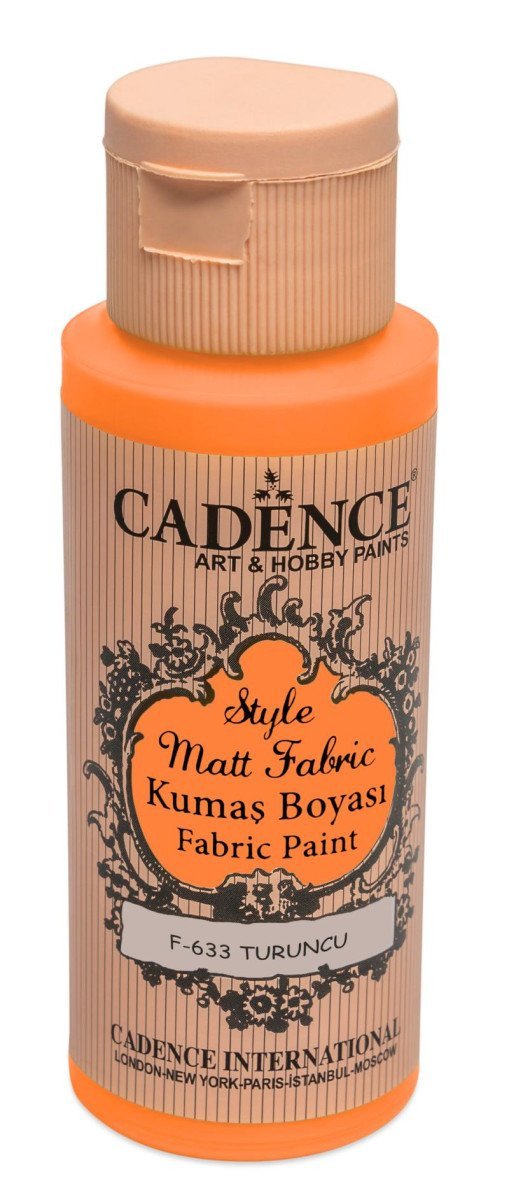 CADENCE®
ART & HOBBY PAINTS
Style
Matt Fabric
Kumaş Boyası
Fabric Paint
F-633 TURUNCU
CADENCE INTERNATIONAL
LONDON-NEW YORK-PARIS-İSTANBUL-MOSCOW